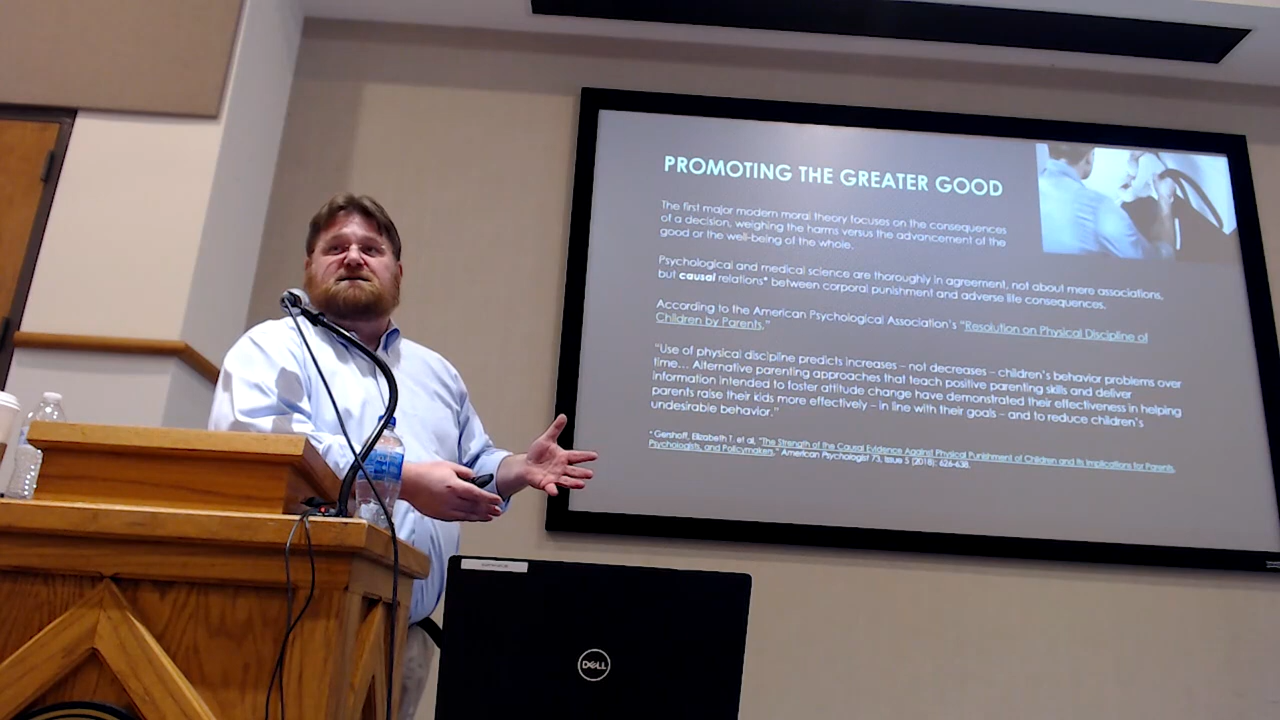 PROMOTING THE GREATER GOOD
The first major modern moral theory focuses on the consequences
of a decision, weighing the harms versus the advancement of the
good or the well-being of the whole.
Psychological and medical science are thoroughly in agreement, not about mere associations,
but causal relations* between corporal punishment and adverse life consequences.
According to the American Psychological Association's "Resolution on Physical Discipline of
Children by Parents,"
"Use of physical discipline predicts increases – not decreases – children's behavior problems over
time… Alternative parenting approaches that teach positive parenting skills and deliver
information intended to foster attitude change have demonstrated their effectiveness in helping
parents raise their kids more effectively – in line with their goals – and to reduce children's
undesirable behavior."
* Gershoff, Elizabeth T. et al, "The Strength of the Causal Evidence Against Physical Punishment of Children and Its Implications for Parents,
Psychologists, and Policymakers," American Psychologist 73, Issue 5 (2018): 626-638.
DELL